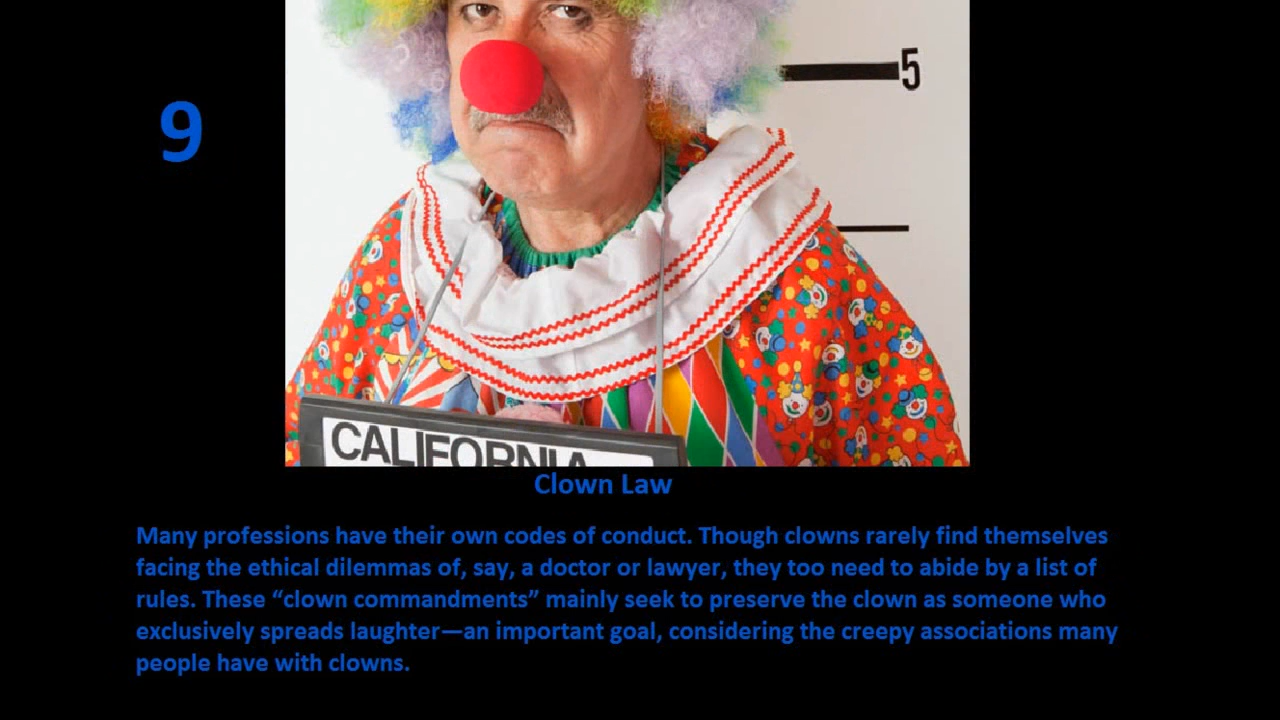 5
9
CALIFORNIA
Clown Law
Many professions have their own codes of conduct. Though clowns rarely find themselves
facing the ethical dilemmas of, say, a doctor or lawyer, they too need to abide by a list of
rules. These “clown commandments” mainly seek to preserve the clown as someone who
exclusively spreads laughter—an important goal, considering the creepy associations many
people have with clowns.